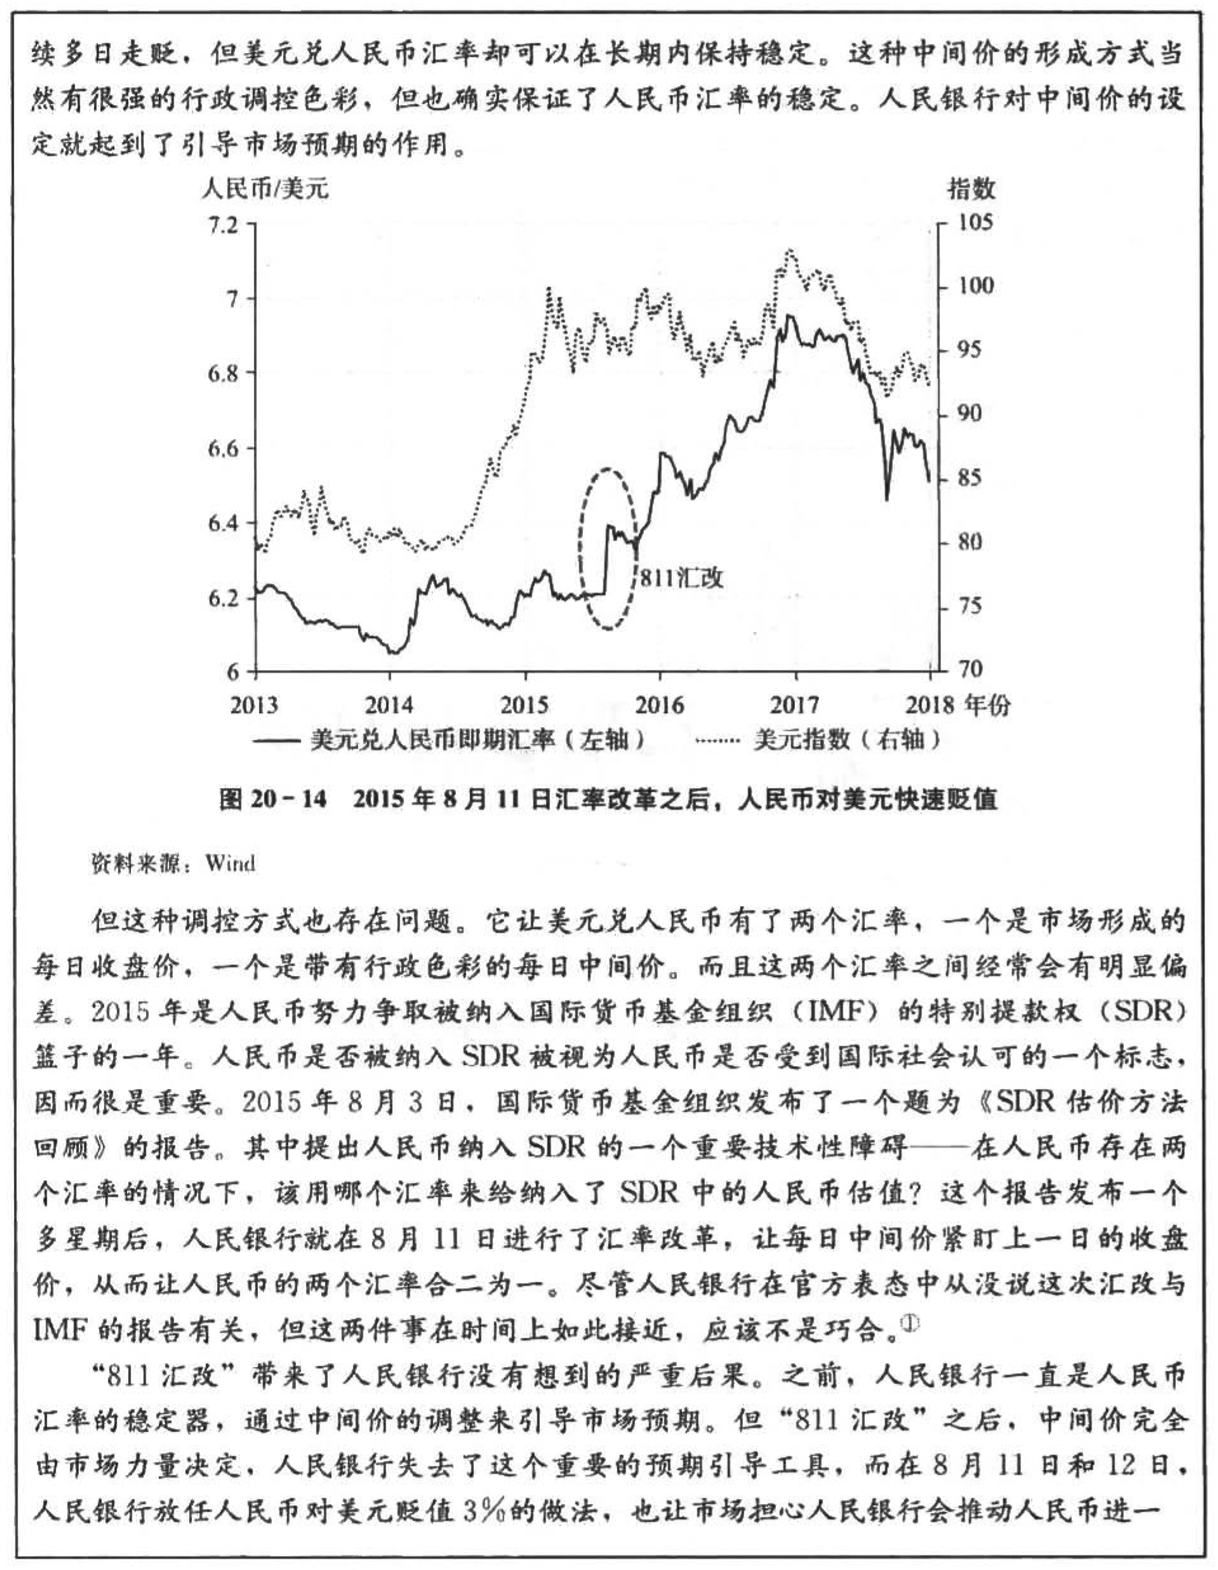 续多日走贬，但美元兑人民币汇率却可以在长期内保持稳定。这种中间价的形成方式当
然有很强的行政调控色彩，但也确实保证了人民币汇率的稳定。人民银行对中间价的设
定就起到了引导市场预期的作用。
人民币/美元 指数
7.2 105
7 100
6.8 95
6.6 90
85
6.4 80
811汇改
6.2 75
6 70
2013 2014 2015 2016 2017 2018 年份
美元兑人民币即期汇率（左轴） 美元指数（右轴）
图 20－14 2015 年 8 月 11 日汇率改革之后，人民币对美元快速贬值
资料来源：Wind
但这种调控方式也存在问题。它让美元兑人民币有了两个汇率，一个是市场形成的
每日收盘价，一个是带有行政色彩的每日中间价。而且这两个汇率之间经常会有明显偏
差。2015 年是人民币努力争取被纳入国际货币基金组织（IMF）的特别提款权（SDR）
篮子的一年。人民币是否被纳入 SDR 被视为人民币是否受到国际社会认可的一个标志，
因而很是重要。2015 年 8 月 3 日，国际货币基金组织发布了一个题为《SDR 估价方法
回顾》的报告。其中提出人民币纳入 SDR 的一个重要技术性障碍——在人民币存在两
个汇率的情况下，该用哪个汇率来给纳入了 SDR 中的人民币估值？这个报告发布一个
多星期后，人民银行就在 8 月 11 日进行了汇率改革，让每日中间价紧盯上一日的收盘
价，从而让人民币的两个汇率合二为一。尽管人民银行在官方表态中从没说这次汇改与
IMF 的报告有关，但这两件事在时间上如此接近，应该不是巧合。①
“811 汇改”带来了人民银行没有想到的严重后果。之前，人民银行一直是人民币
汇率的稳定器，通过中间价的调整来引导市场预期。但“811 汇改”之后，中间价完全
由市场力量决定，人民银行失去了这个重要的预期引导工具，而在 8 月 11 日和 12 日，
人民银行放任人民币对美元贬值 3%的做法，也让市场担心人民银行会推动人民币进一